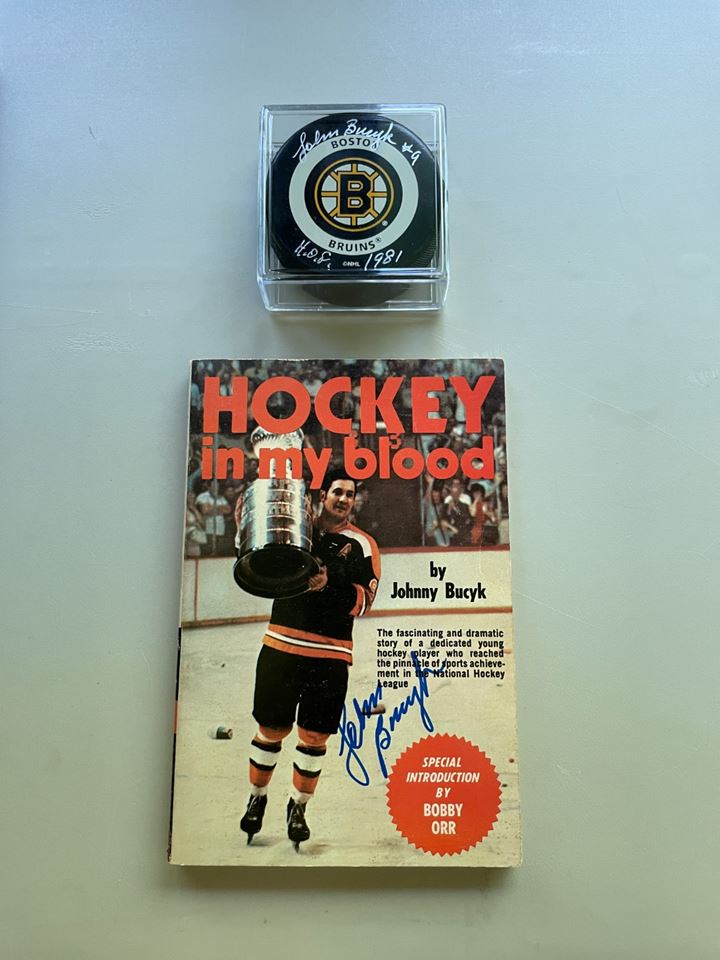 John Bucyk #9
BOSTON
B
BRUINS®
H.O.F. 1981
©NHL
HOCKEY
in my blood
by
Johnny Bucyk
The fascinating and dramatic
story of a dedicated young
hockey player who reached
the pinnacle of sports achieve-
ment in the National Hockey
League
John
Bucyk
SPECIAL
INTRODUCTION
BY
BOBBY
ORR